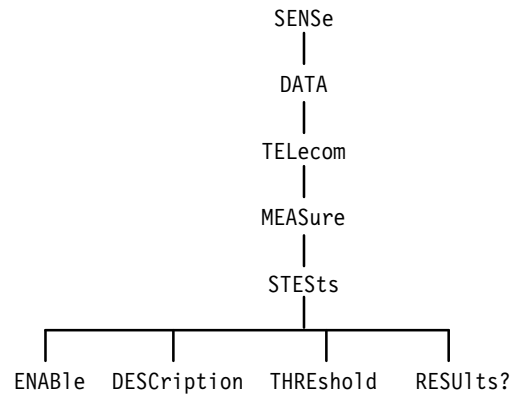 SENSe
DATA
TELecom
MEASure
STESts
ENABle DESCription THREshold RESUlts?